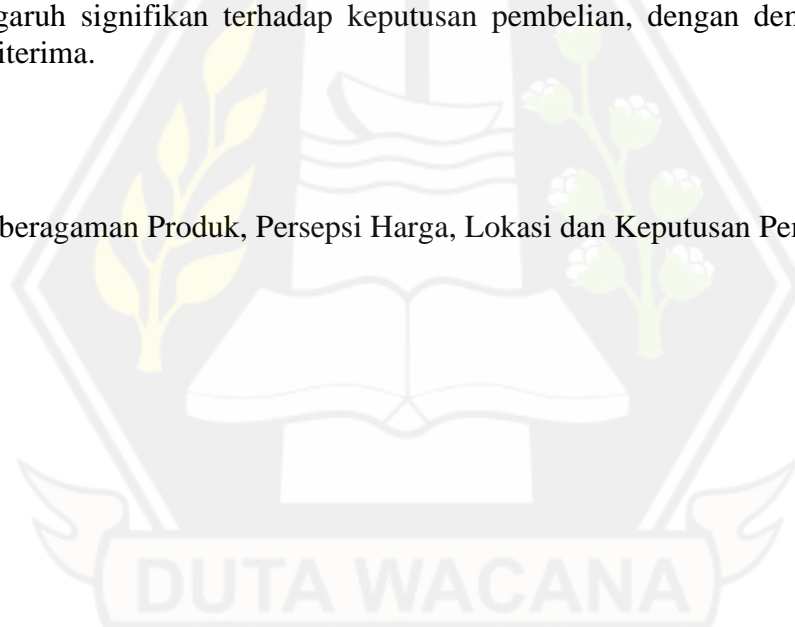 garuh signifikan terhadap keputusan pembelian, dengan den
iterima.
beragaman Produk, Persepsi Harga, Lokasi dan Keputusan Pe
DUTA WACANA